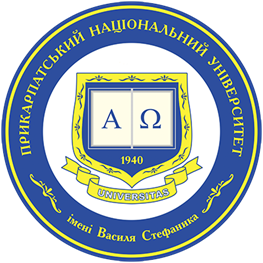 ПРИКАРПАТСЬКИЙ НАЦІОНАЛЬНИЙ УНІВЕРСИТЕТ
Α Ω
1940
UNIVERSITAS
імені Василя Стефаника